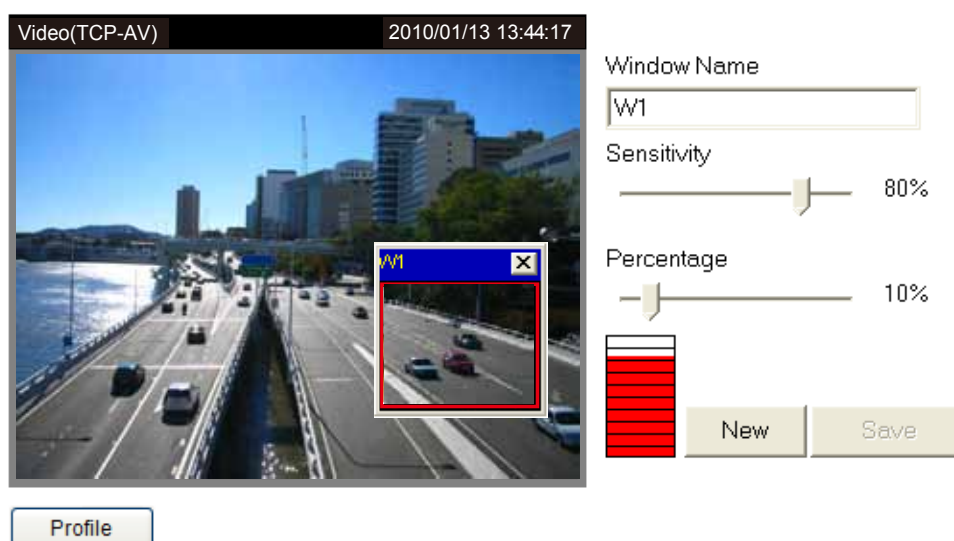 Video(TCP-AV) 2010/01/13 13:44:17
Window Name
W1
Sensitivity
80%
W1
Percentage
10%
New Save
Profile